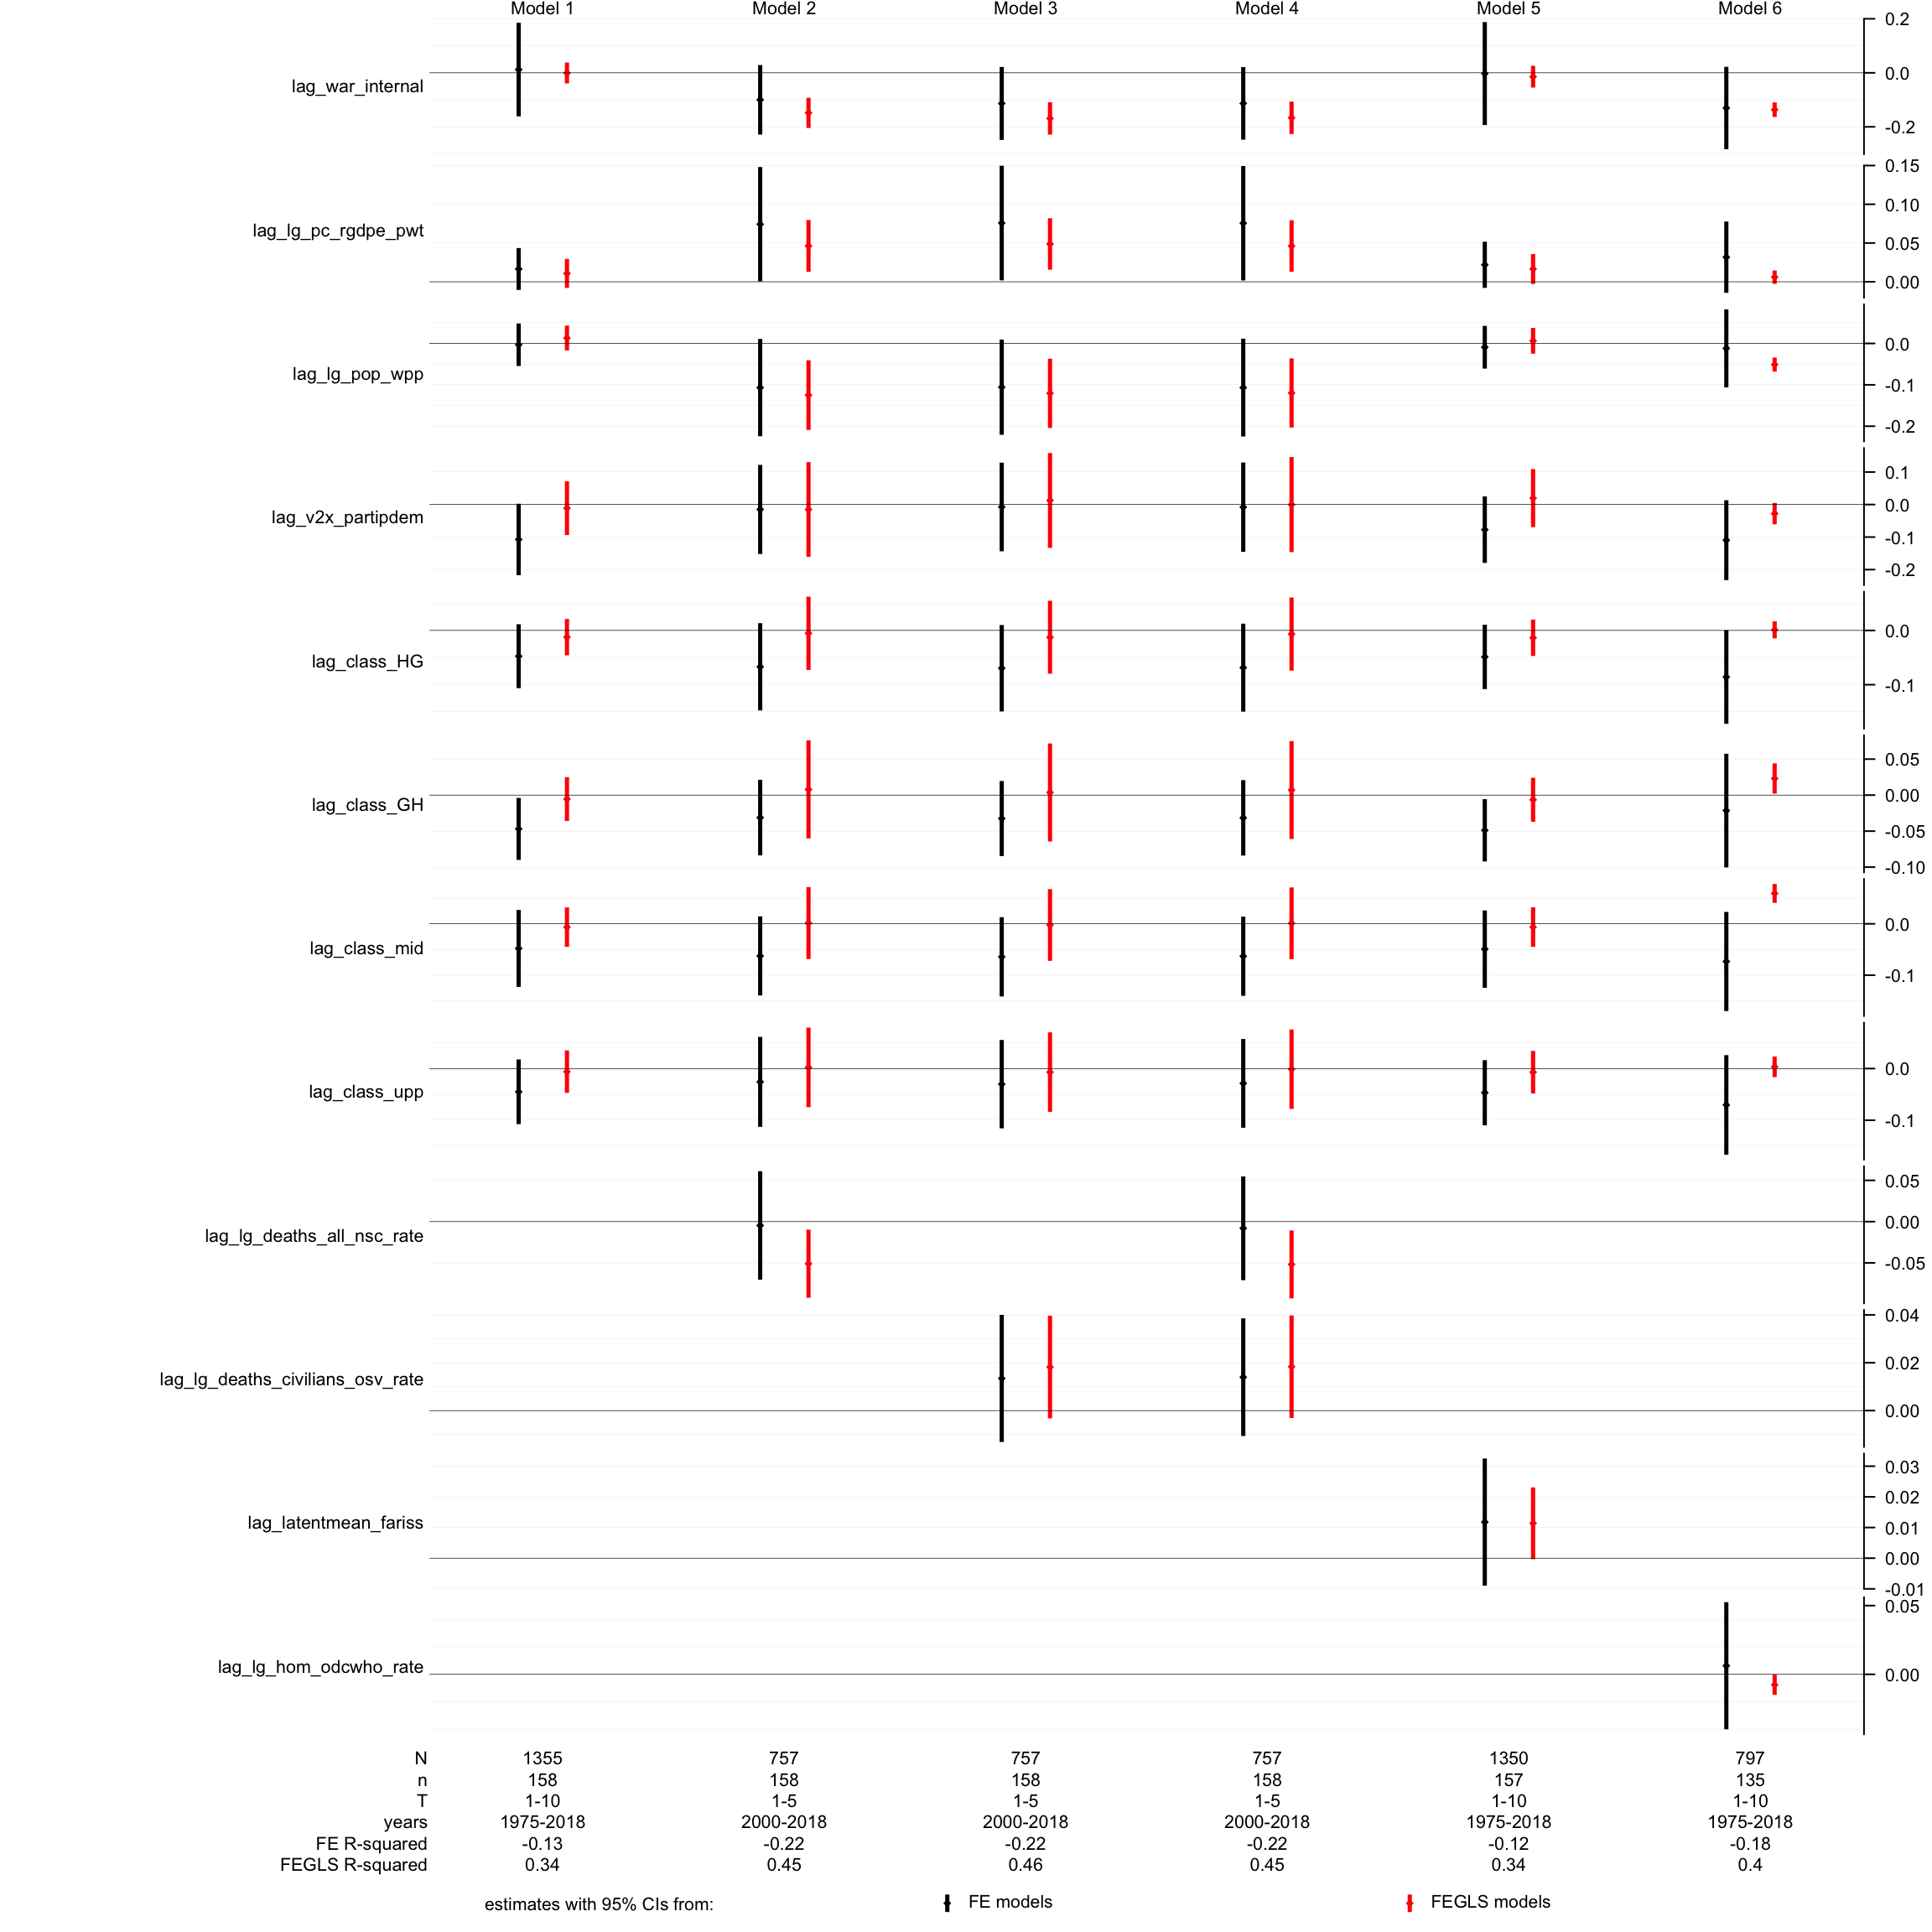 Model 1 Model 2 Model 3 Model 4 Model 5 Model 6
lag_war_internal
0.2
0.0
-0.2
lag_lg_pc_rgdpe_pwt
0.15
0.10
0.05
0.00
lag_lg_pop_wpp
0.0
-0.1
-0.2
lag_v2x_partipdem
0.1
0.0
-0.1
-0.2
lag_class_HG
0.0
-0.1
lag_class_GH
0.05
0.00
-0.05
-0.10
lag_class_mid
0.0
-0.1
lag_class_upp
0.0
-0.1
lag_lg_deaths_all_nsc_rate
0.05
0.00
-0.05
lag_lg_deaths_civilians_osv_rate
0.04
0.02
0.00
lag_latentmean_fariss
0.03
0.02
0.01
0.00
-0.01
lag_lg_hom_odcwho_rate
0.05
0.00
N 1355 757 757 757 1350 797
n 158 158 158 158 157 135
T 1-10 1-5 1-5 1-5 1-10 1-10
years 1975-2018 2000-2018 2000-2018 2000-2018 1975-2018 1975-2018
FE R-squared -0.13 -0.22 -0.22 -0.22 -0.12 -0.18
FEGLS R-squared 0.34 0.45 0.46 0.45 0.34 0.4
estimates with 95% CIs from: FE models FEGLS models